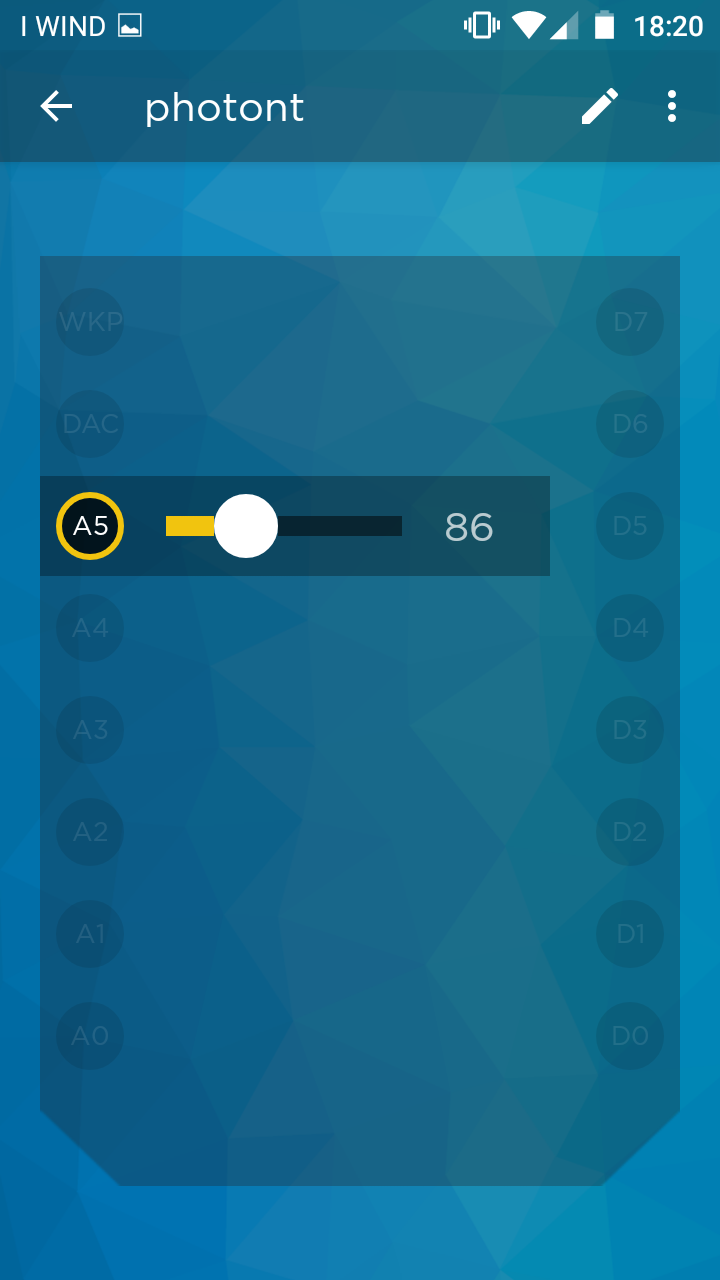 I WIND 18:20
photont
WKP D7
DAC D6
A5 86 D5
A4 D4
A3 D3
A2 D2
A1 D1
A0 D0